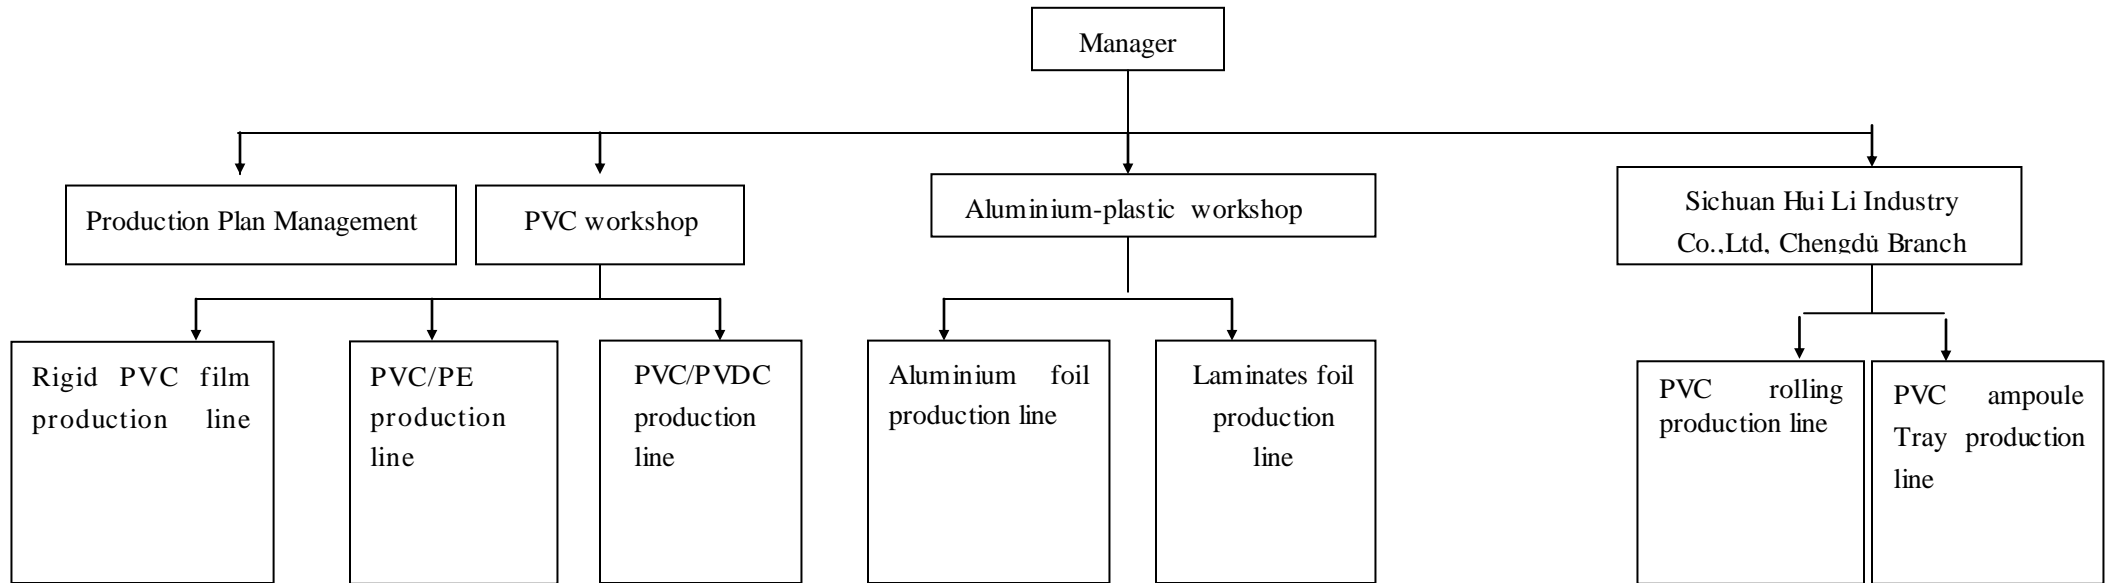 Manager
Production Plan Management
PVC workshop
Aluminium-plastic workshop
Sichuan Hui Li Industry
Co.,Ltd, Chengdu Branch
Rigid PVC film
production line
PVC/PE
production
line
PVC/PVDC
production
line
Aluminium foil
production line
Laminates foil
production
line
PVC rolling
production line
PVC ampoule
Tray production
line